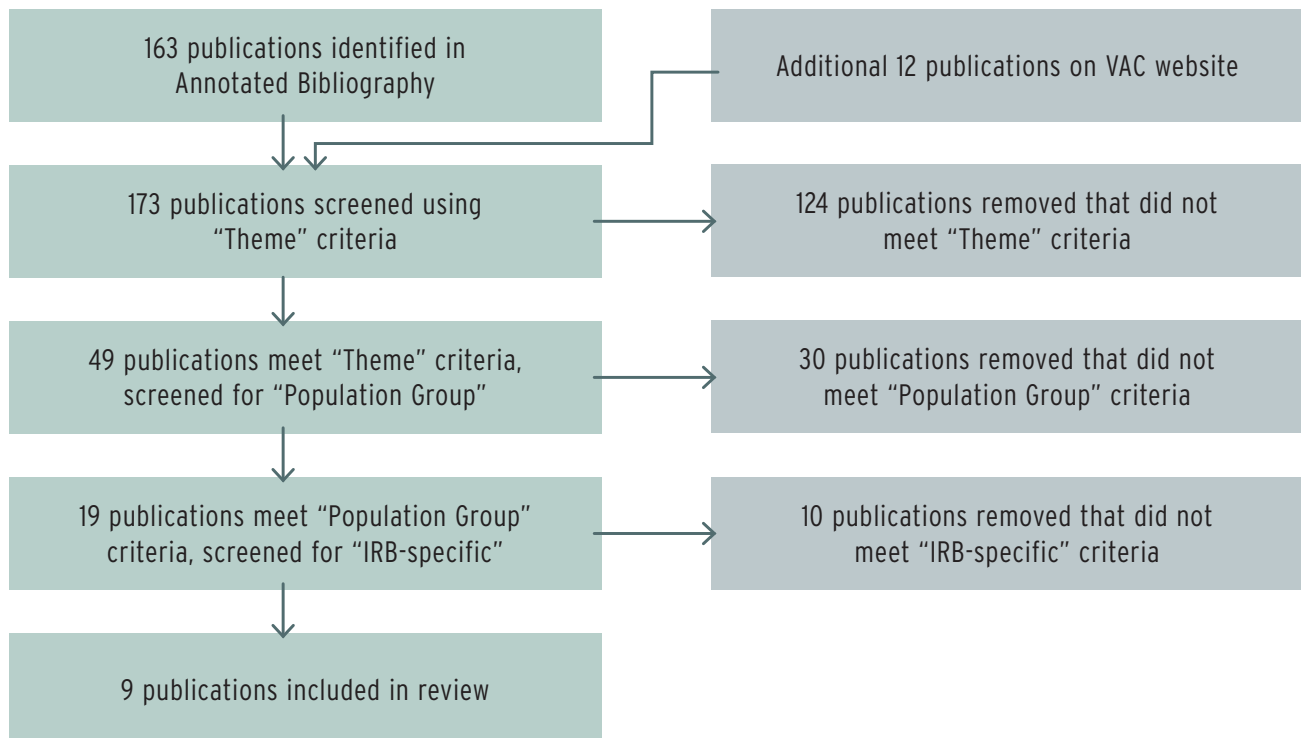 163 publications identified in
Annotated Bibliography
Additional 12 publications on VAC website
173 publications screened using
“Theme” criteria
124 publications removed that did not
meet “Theme” criteria
49 publications meet “Theme” criteria,
screened for “Population Group”
30 publications removed that did not
meet “Population Group” criteria
19 publications meet “Population Group”
criteria, screened for “IRB-specific”
10 publications removed that did not
meet “IRB-specific” criteria
9 publications included in review